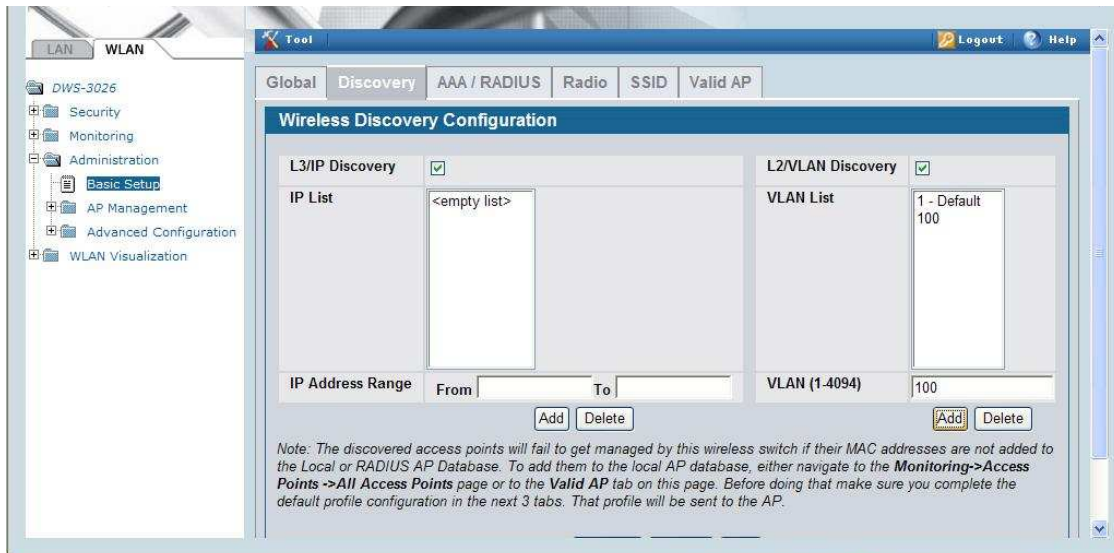 LAN WLAN
Tool Logout Help
DWS-3026
Security
Monitoring
Administration
Basic Setup
AP Management
Advanced Configuration
WLAN Visualization
Global Discovery AAA / RADIUS Radio SSID Valid AP
Wireless Discovery Configuration
L3/IP Discovery L2/VLAN Discovery
IP List <empty list> VLAN List 1 - Default
100
IP Address Range From To VLAN (1-4094) 100
Add Delete Add Delete
Note: The discovered access points will fail to get managed by this wireless switch if their MAC addresses are not added to
the Local or RADIUS AP Database. To add them to the local AP database, either navigate to the Monitoring->Access
Points ->All Access Points page or to the Valid AP tab on this page. Before doing that make sure you complete the
default profile configuration in the next 3 tabs. That profile will be sent to the AP.